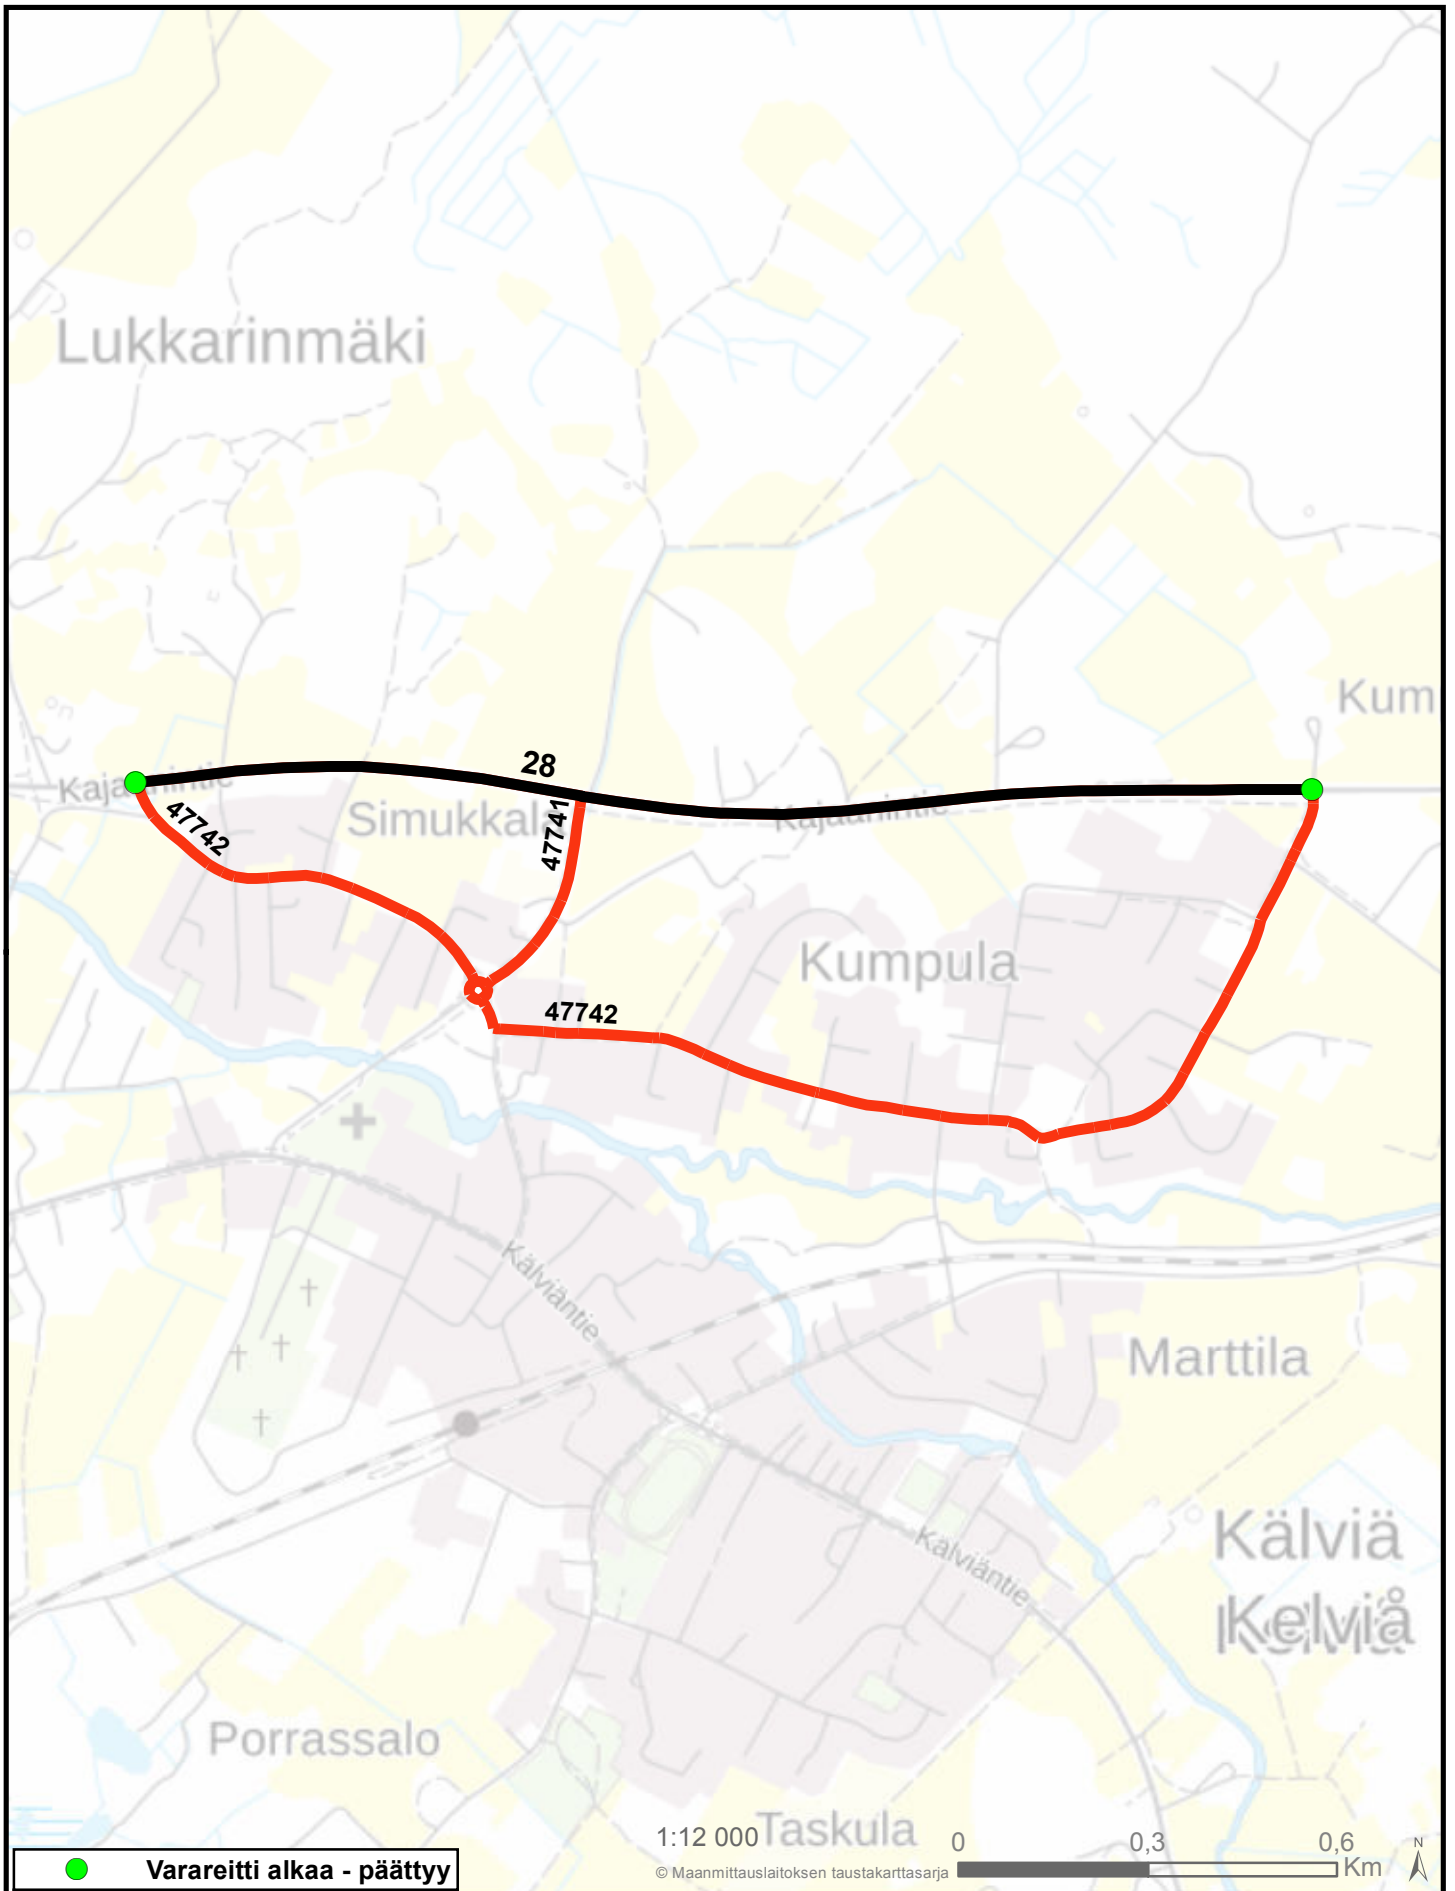 Lukkarinmäki
Kum
28
Kajaanintie
47742
Simukkala
47741
Kajaanintie
Kumpula
47742
Kälviäntie
Marttila
Kälviä
Kelviå
Kälviäntie
Porrassalo
Taskula
1:12 000
0 0,3 0,6
Km
N
© Maanmittauslaitoksen taustakarttasarja
Varareitti alkaa - päättyy